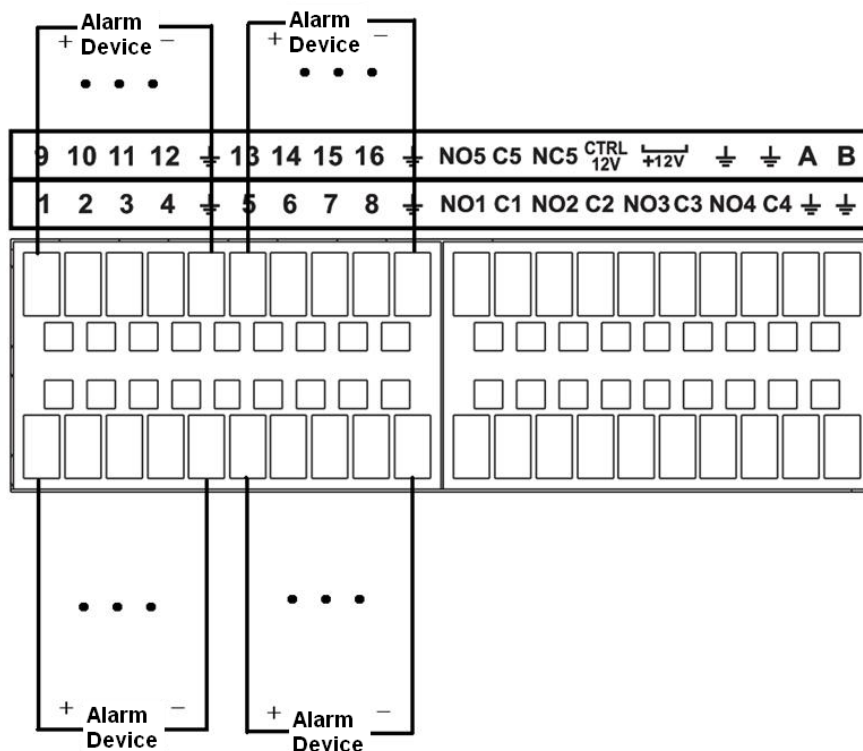 Alarm
+ Device −
Alarm
+ Device −
9 10 11 12 ⏚ 13 14 15 16 ⏚ NO5 C5 NC5 CTRL 12V +12V ⏚ ⏚ A B
1 2 3 4 ⏚ 5 6 7 8 ⏚ NO1 C1 NO2 C2 NO3 C3 NO4 C4 ⏚ ⏚
+ Alarm −
Device
+ Alarm −
Device